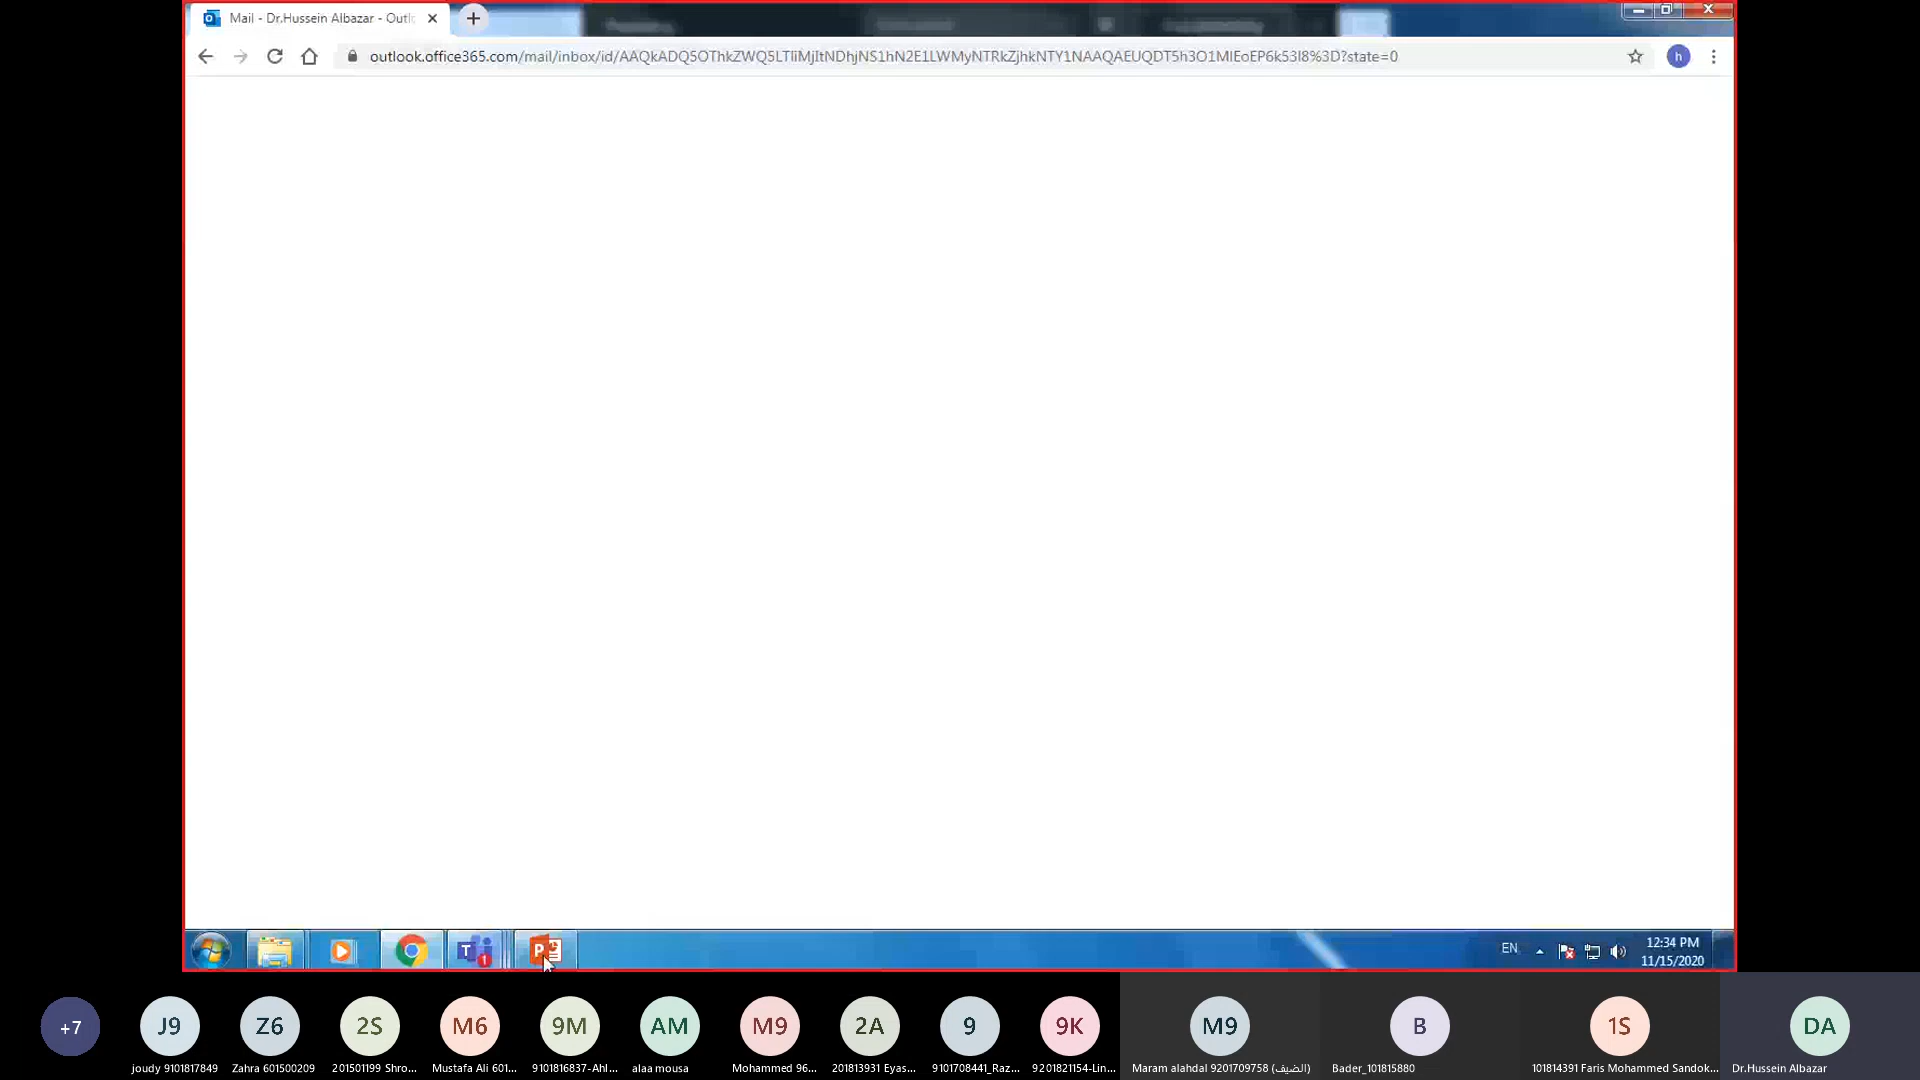 Mail - Dr.Hussein Albazar - Outl
outlook.office365.com/mail/inbox/id/AAQkADQ5OThkZWQ5LTliMjItNDhjNS1hN2E1LWMyNTRkZjhkNTY1NAAQAEUQDT5h3O1MlEoEP6k53l8%3D?state=0
h
EN
12:34 PM
11/15/2020
+7
J9
Z6
2S
M6
9M
AM
M9
2A
9
9K
M9
B
1S
DA
joudy 9101817849
Zahra 601500209
201501199 Shro...
Mustafa Ali 601...
9101816837-Ahl...
alaa mousa
Mohammed 96...
201813931 Eyas...
9101708441_Raz...
9201821154-Lin...
Maram alahdal 9201709758 (الضيف)
Bader_101815880
101814391 Faris Mohammed Sandok...
Dr.Hussein Albazar